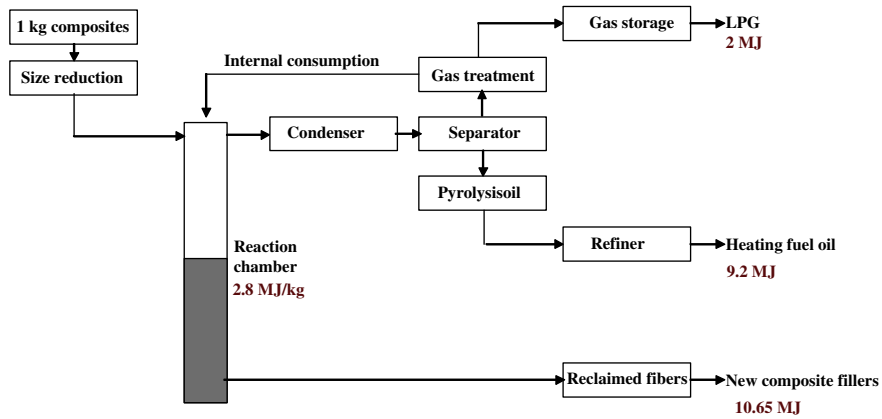 1 kg composites
Size reduction
Internal consumption
Gas treatment
Gas storage
LPG
2 MJ
Condenser
Separator
Pyrolysisoil
Refiner
Heating fuel oil
9.2 MJ
Reaction
chamber
2.8 MJ/kg
Reclaimed fibers
New composite fillers
10.65 MJ